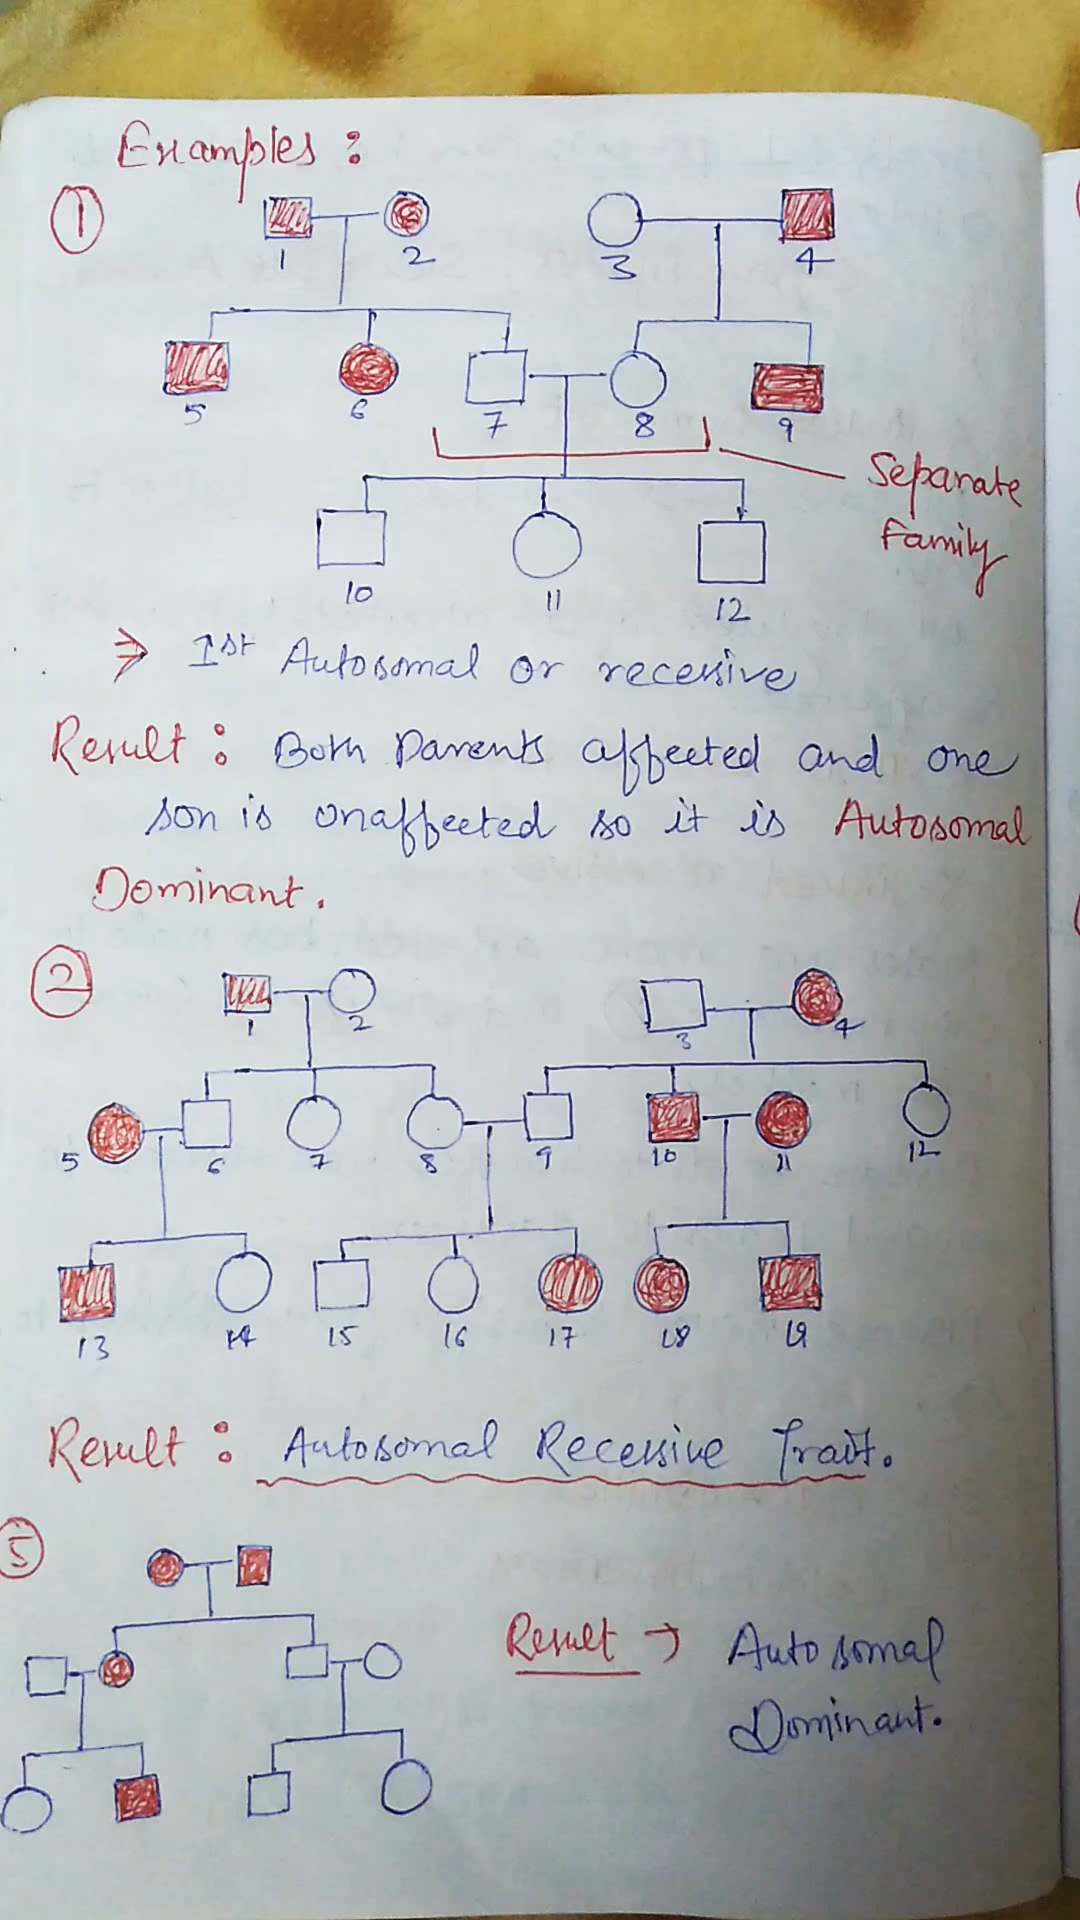 Examples :
1
1 2 3 4
5 6 7 8 9
Separate
Family
10 11 12
⇒ 1st Autosomal or recessive
Result : Both Parents affected and one
son is unaffected so it is Autosomal
Dominant.
2
1 2 3 4
5 6 7 8 9 10 11 12
13 14 15 16 17 18 19
Result : Autosomal Recessive Trait.
5
Result → Autosomal
Dominant.